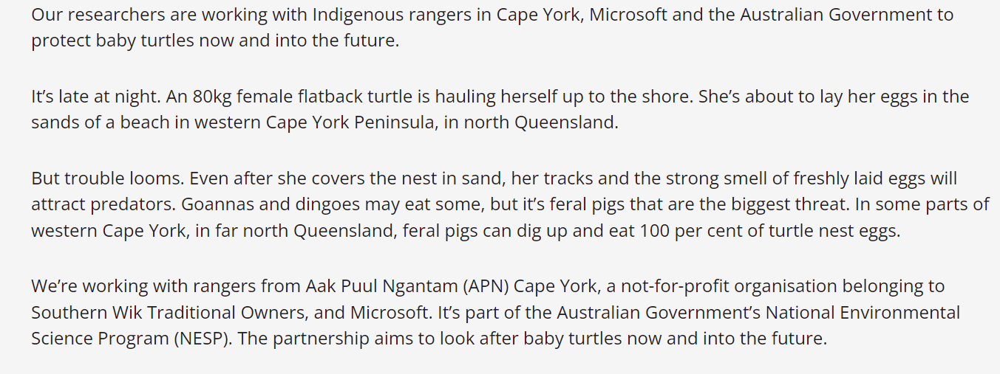 Our researchers are working with Indigenous rangers in Cape York, Microsoft and the Australian Government to
protect baby turtles now and into the future.
It’s late at night. An 80kg female flatback turtle is hauling herself up to the shore. She’s about to lay her eggs in the
sands of a beach in western Cape York Peninsula, in north Queensland.
But trouble looms. Even after she covers the nest in sand, her tracks and the strong smell of freshly laid eggs will
attract predators. Goannas and dingoes may eat some, but it’s feral pigs that are the biggest threat. In some parts of
western Cape York, in far north Queensland, feral pigs can dig up and eat 100 per cent of turtle nest eggs.
We’re working with rangers from Aak Puul Ngantam (APN) Cape York, a not-for-profit organisation belonging to
Southern Wik Traditional Owners, and Microsoft. It’s part of the Australian Government’s National Environmental
Science Program (NESP). The partnership aims to look after baby turtles now and into the future.